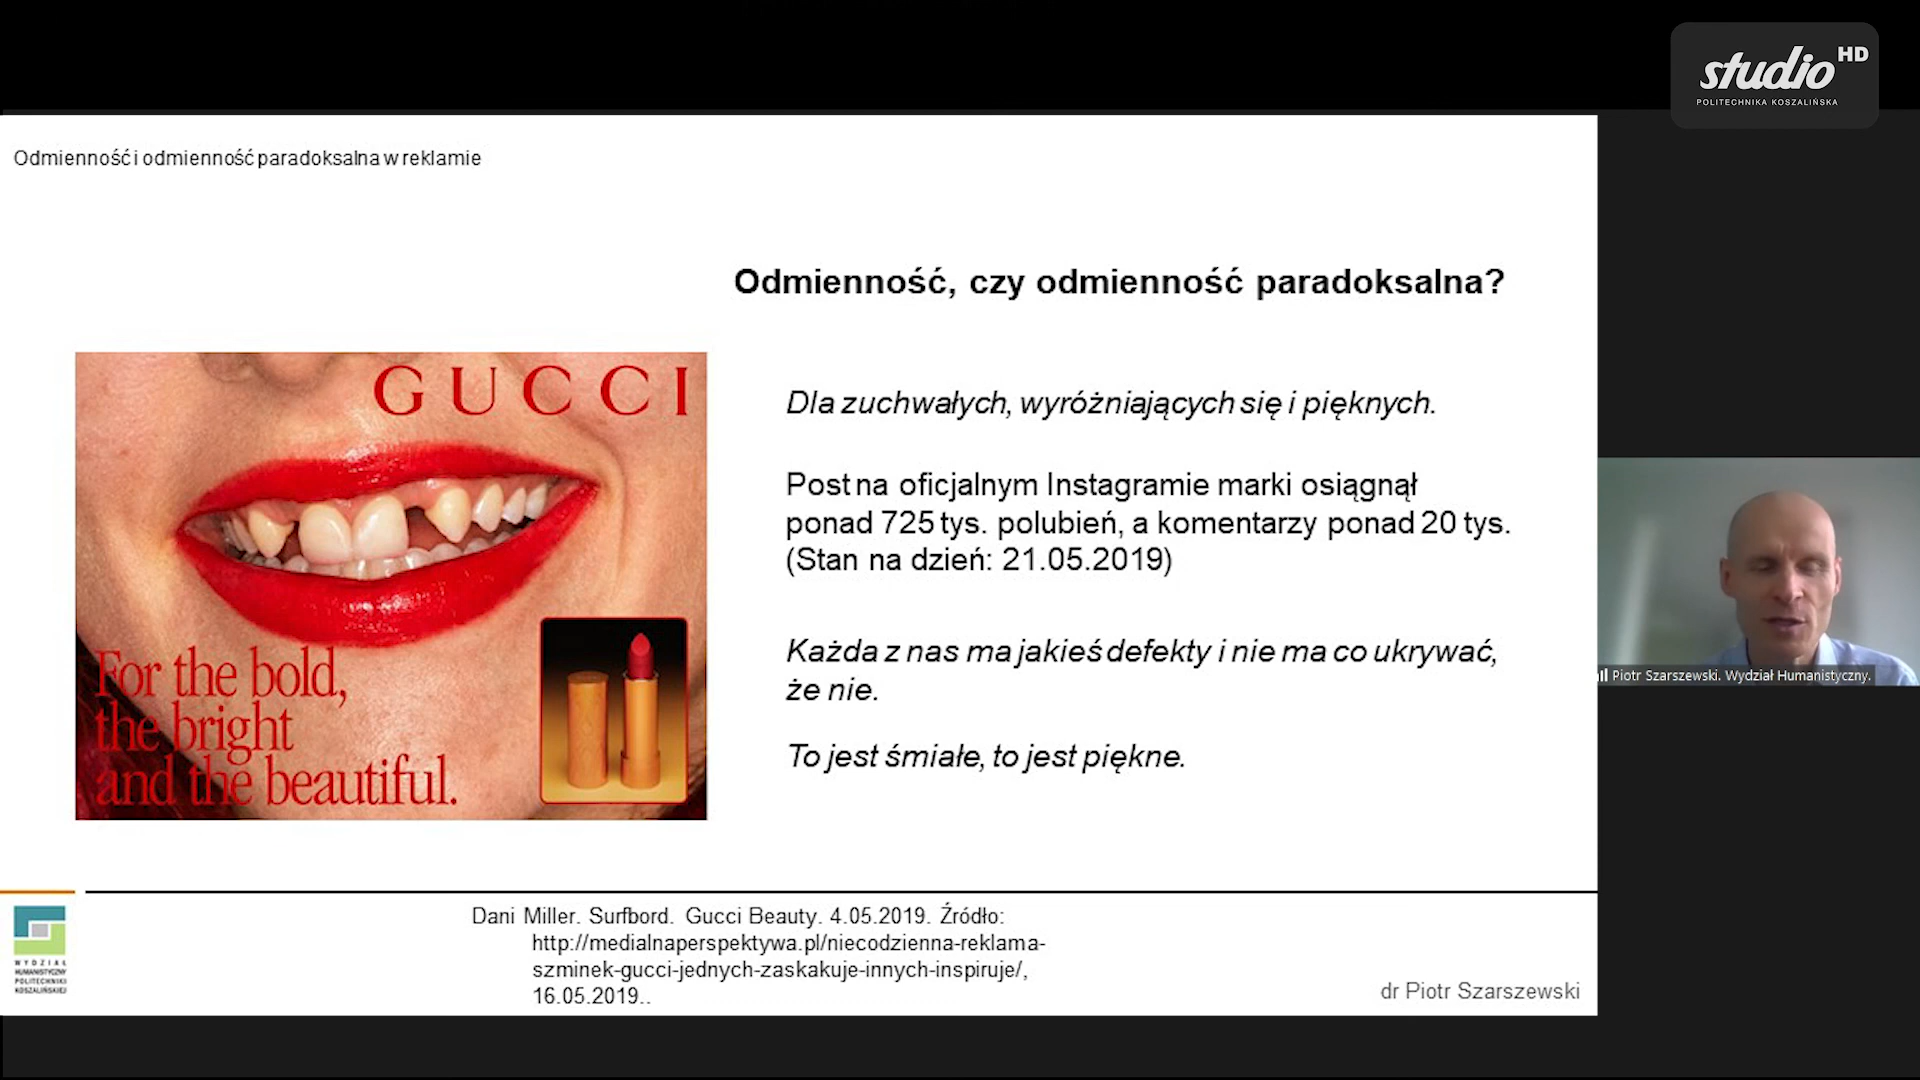 studio HD
POLITECHNIKA KOSZALIŃSKA
Odmienność i odmienność paradoksalna w reklamie
Odmienność, czy odmienność paradoksalna?
GUCCI
For the bold,
the bright
and the beautiful.
Dla zuchwałych, wyróżniających się i pięknych.
Post na oficjalnym Instagramie marki osiągnął
ponad 725 tys. polubień, a komentarzy ponad 20 tys.
(Stan na dzień: 21.05.2019)
Każda z nas ma jakieś defekty i nie ma co ukrywać,
że nie.
To jest śmiałe, to jest piękne.
Piotr Szarszewski. Wydział Humanistyczny.
WYDZIAŁ
HUMANISTYCZNY
POLITECHNIKI
KOSZALIŃSKIEJ
Dani Miller. Surfbord. Gucci Beauty. 4.05.2019. Źródło:
http://medialnaperspektywa.pl/niecodzienna-reklama-
szminek-gucci-jednych-zaskakuje-innych-inspiruje/,
16.05.2019..
dr Piotr Szarszewski